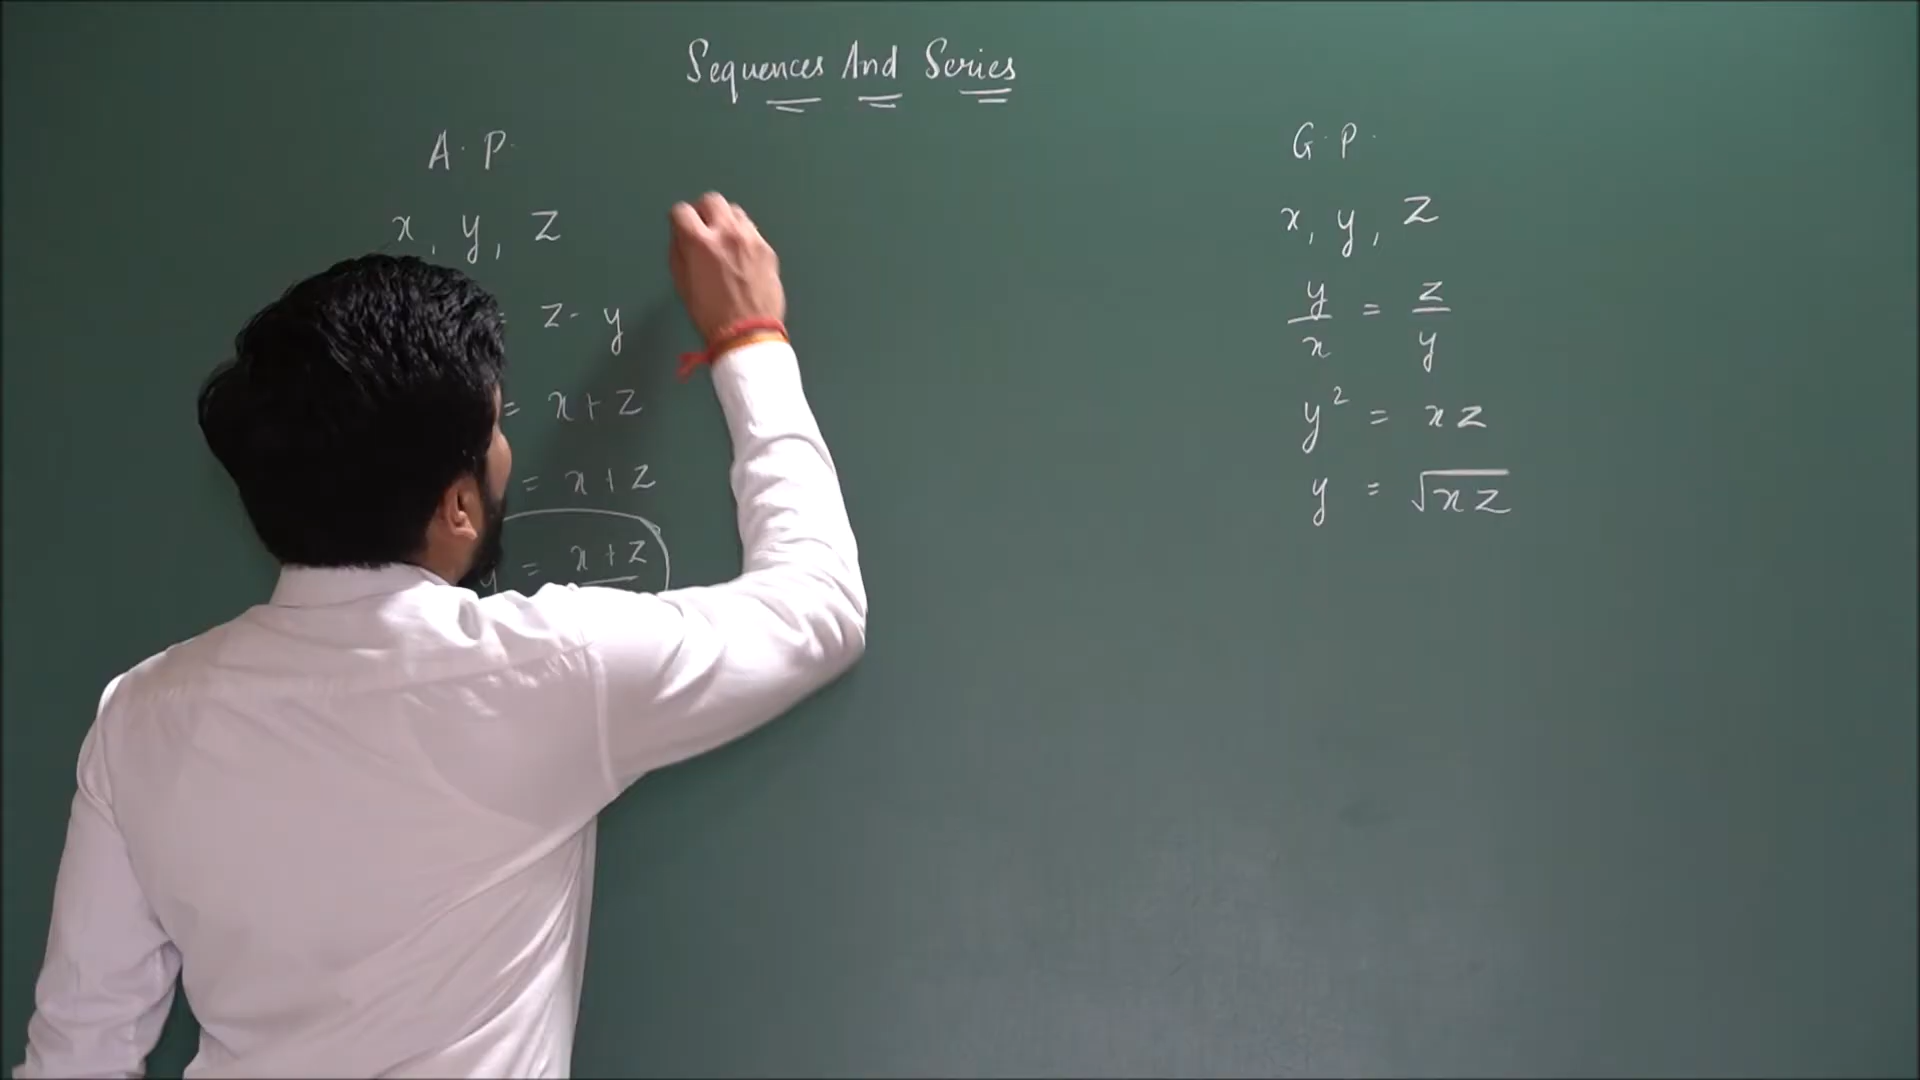 Sequences And Series
A. P.
x, y, z
= z - y
= x + z
= x + z
y = x + z
G. P.
x, y, z
y/x = z/y
y² = xz
y = √xz